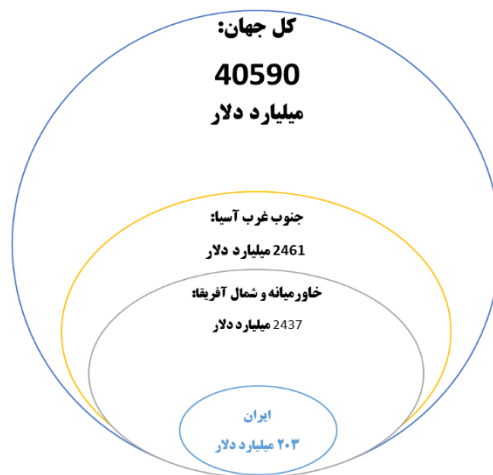 کل جهان:
40590
میلیارد دلار
جنوب غرب آسیا:
2461 میلیارد دلار
خاورمیانه و شمال آفریقا:
2437 میلیارد دلار
ایران
۲۰۳ میلیارد دلار